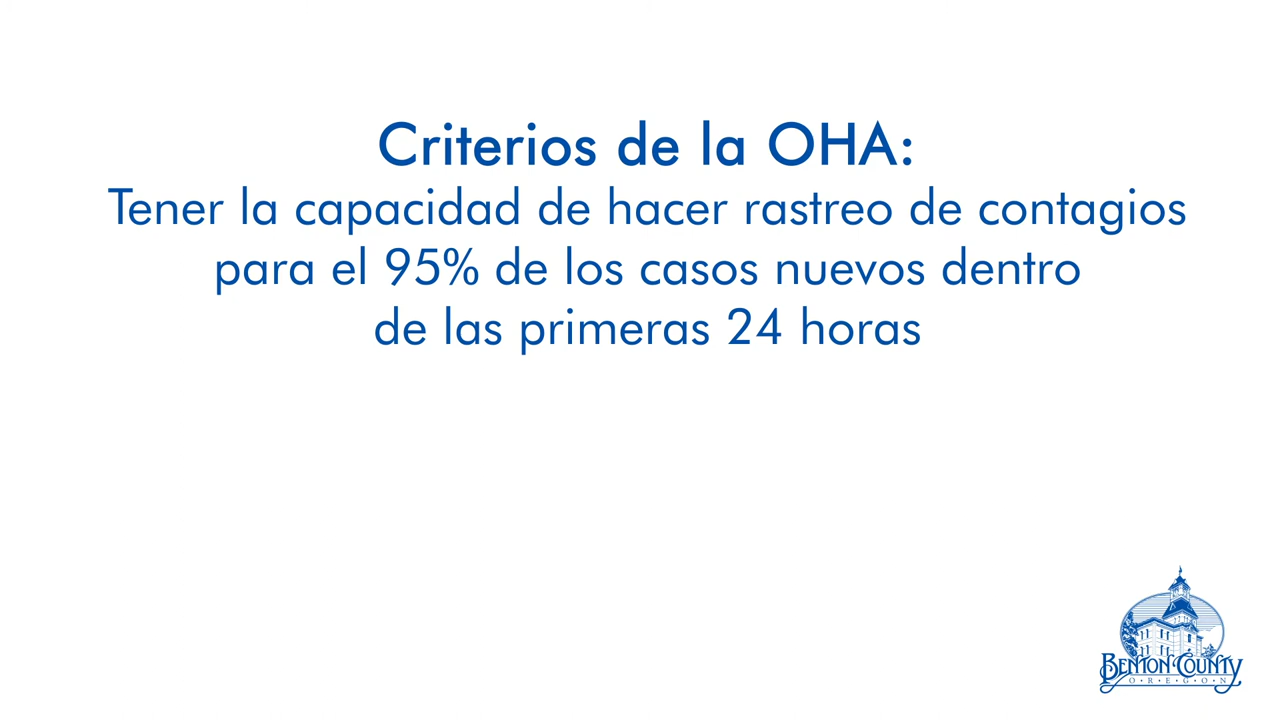 Criterios de la OHA:
Tener la capacidad de hacer rastreo de contagios
para el 95% de los casos nuevos dentro
de las primeras 24 horas
BENTON COUNTY
OREGON